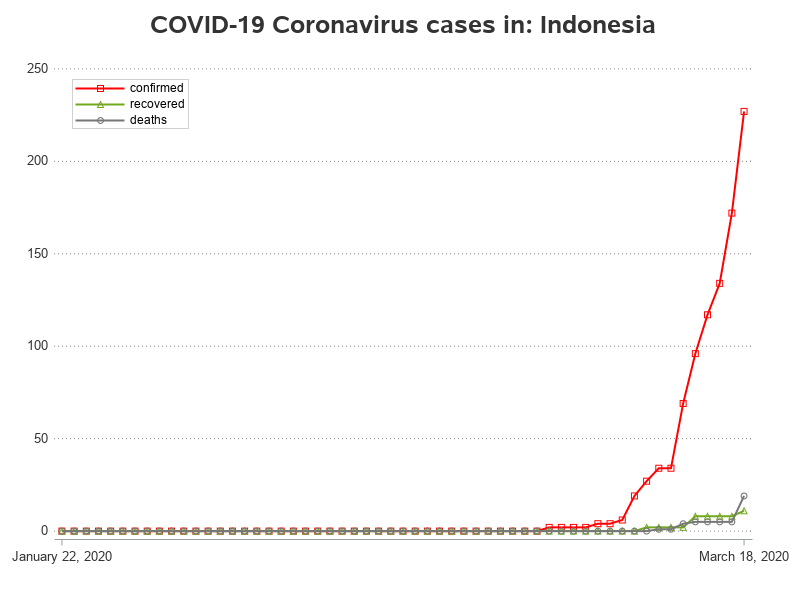 COVID-19 Coronavirus cases in: Indonesia
250
confirmed
recovered
deaths
200
150
100
50
0
January 22, 2020 March 18, 2020